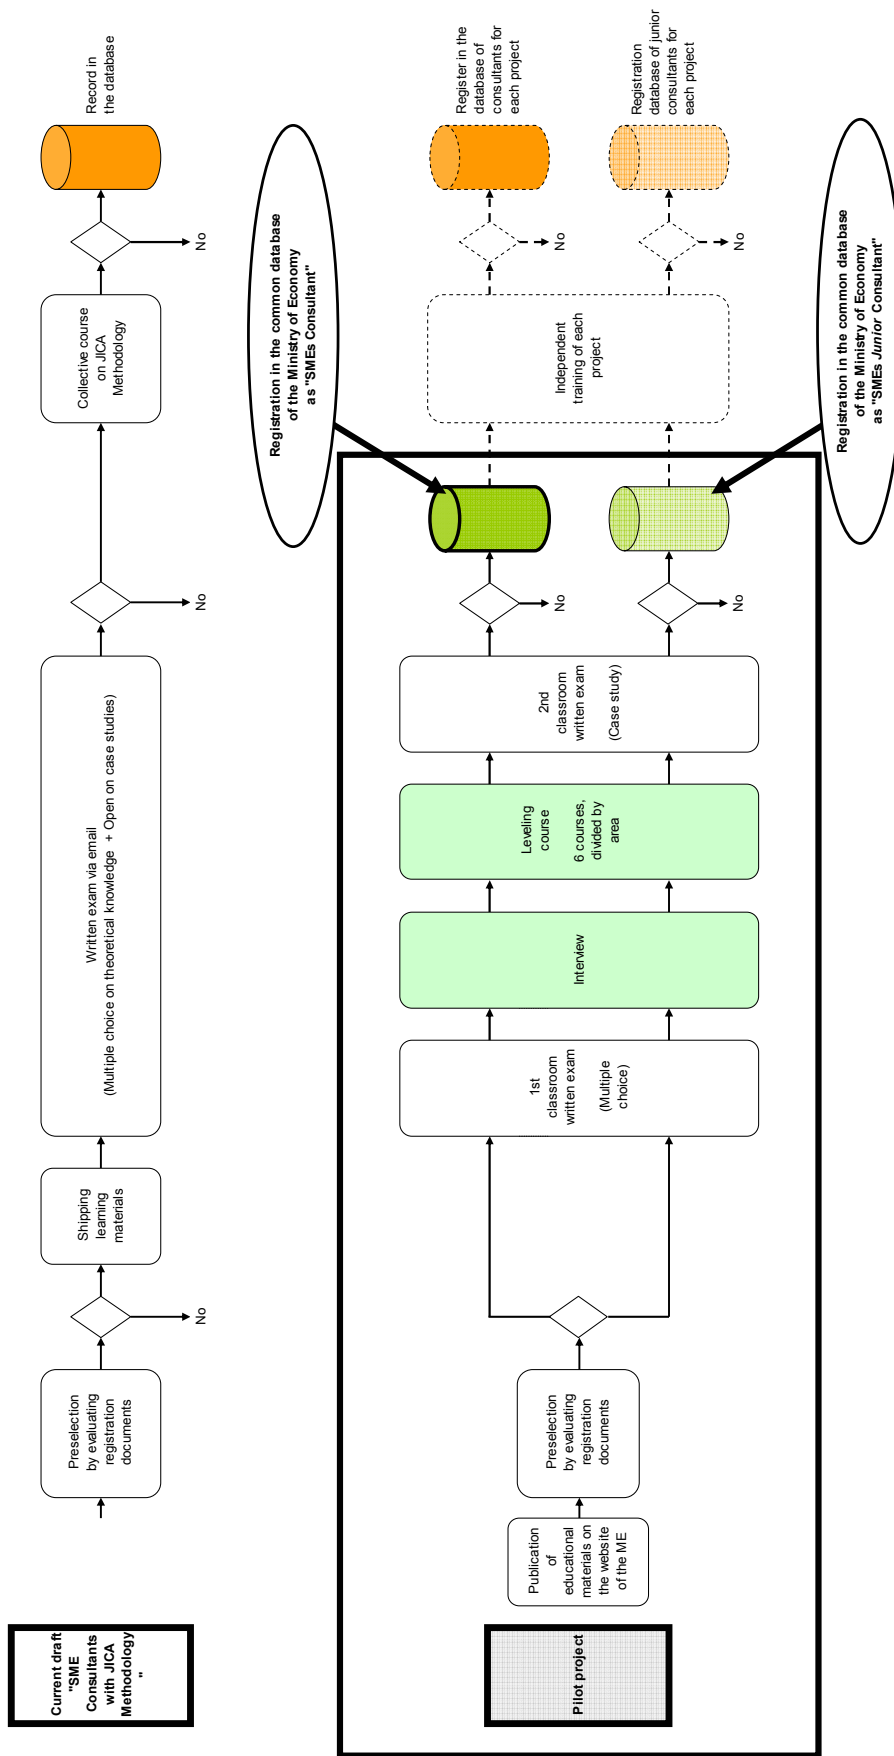 Current draft
"SME
Consultants
with JICA
Methodology
"
Preselection
by evaluating
registration
documents
No
Shipping
learning
materials
Written exam via email
(Multiple choice on theoretical knowledge + Open on case studies)
No
Collective course
on JICA
Methodology
No
Record in
the database
Pilot project
Publication
of
educational
materials on
the website
of the ME
Preselection
by evaluating
registration
documents
1st
classroom
written exam
(Multiple
choice)
Interview
Leveling
course
6 courses,
divided by
area
2nd
classroom
written exam
(Case study)
No
No
Registration in the common database
of the Ministry of Economy
as "SMEs Consultant"
Registration in the common database
of the Ministry of Economy
as "SMEs Junior Consultant"
Independent
training of each
project
No
No
Register in the
database of
consultants for
each project
Registration
database of junior
consultants for
each project